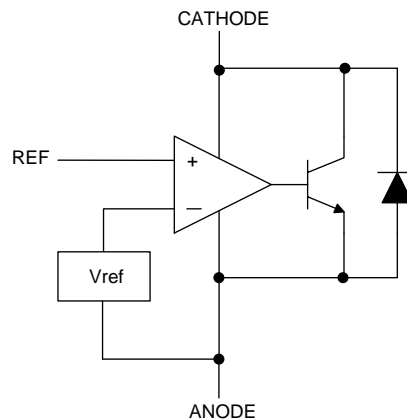 CATHODE
REF
+
−
Vref
ANODE